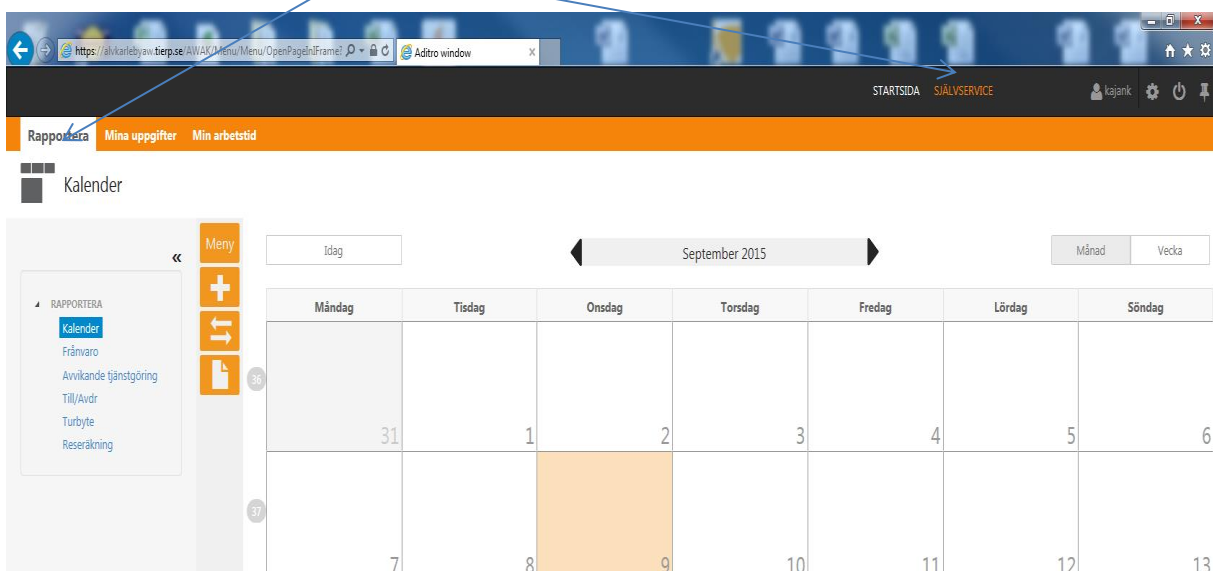 https://alvkarlebyaw.tierp.se/AWAK/Menu/Menu/OpenPageInIFrame? Aditro window x
STARTSIDA SJÄLVSERVICE kajank
Rapportera Mina uppgifter Min arbetstid
Kalender
« Meny Idag September 2015 Månad Vecka
RAPPORTERA
Kalender
Frånvaro
Avvikande tjänstgöring
Till/Avdr
Turbyte
Reseräkning
Måndag Tisdag Onsdag Torsdag Fredag Lördag Söndag
36
31 1 2 3 4 5 6
37
7 8 9 10 11 12 13